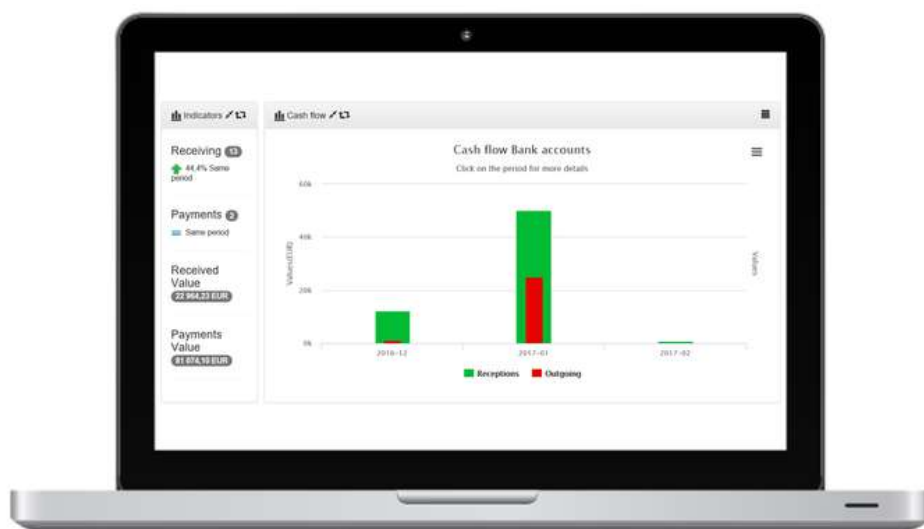 Indicators
Receiving 13
44,4% Same
period
Payments 2
Same period
Received
Value
22 964,23 EUR
Payments
Value
81 074,10 EUR
Cash flow
Cash flow Bank accounts
Click on the period for more details
Values(EUR)
60k
40k
20k
0k
2016-12
2017-01
2017-02
Values
Receptions
Outgoing